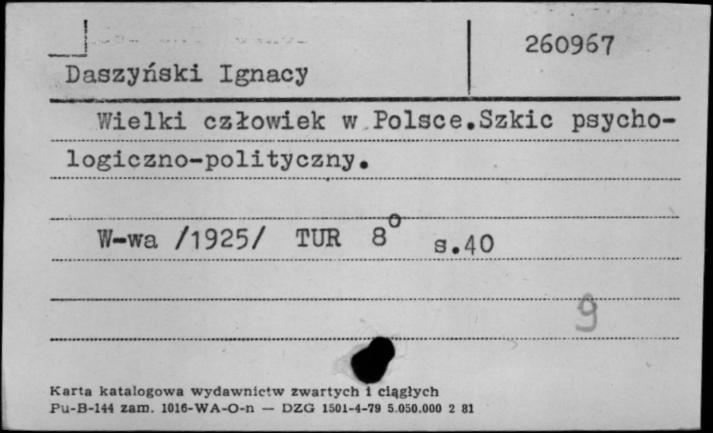 260967
Daszyński Ignacy
Wielki człowiek w Polsce.Szkic psycho-
logiczno-polityczny.
W-wa /1925/ TUR 8° s.40
9
Karta katalogowa wydawnictw zwartych i ciągłych
Pu-B-144 zam. 1016-WA-O-n — DZG 1501-4-79 5.050.000 2 81